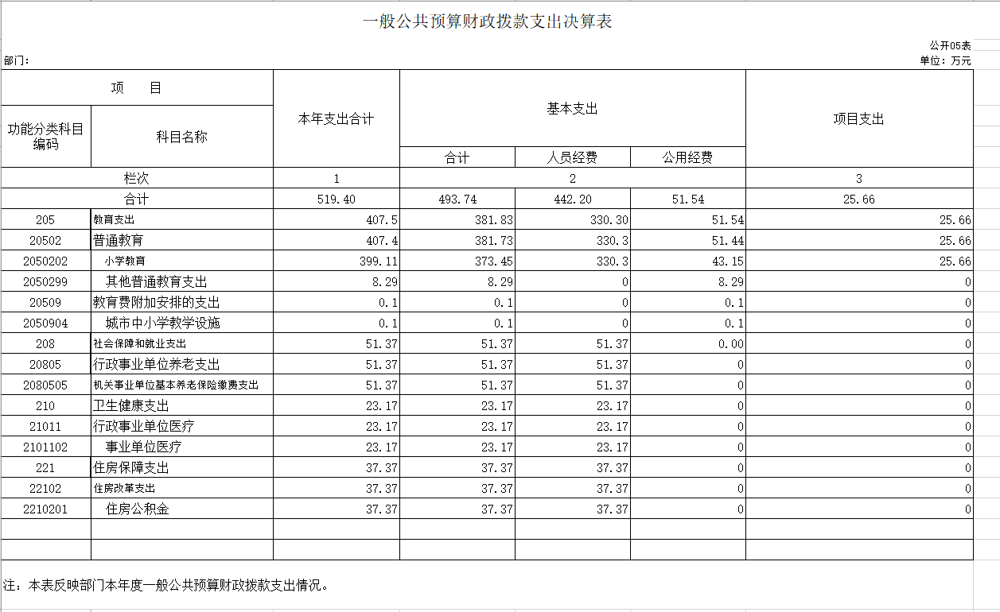 一般公共预算财政拨款支出决算表
公开05表
部门：
单位：万元
项 目 本年支出合计 基本支出 项目支出
功能分类科目编码 科目名称 合计 人员经费 公用经费
栏次 1 2 3
合计 519.40 493.74 442.20 51.54 25.66
205 教育支出 407.5 381.83 330.30 51.54 25.66
20502 普通教育 407.4 381.73 330.3 51.44 25.66
2050202 小学教育 399.11 373.45 330.3 43.15 25.66
2050299 其他普通教育支出 8.29 8.29 0 8.29 0
20509 教育费附加安排的支出 0.1 0.1 0 0.1 0
2050904 城市中小学教学设施 0.1 0.1 0 0.1 0
208 社会保障和就业支出 51.37 51.37 51.37 0.00 0
20805 行政事业单位养老支出 51.37 51.37 51.37 0 0
2080505 机关事业单位基本养老保险缴费支出 51.37 51.37 51.37 0 0
210 卫生健康支出 23.17 23.17 23.17 0 0
21011 行政事业单位医疗 23.17 23.17 23.17 0 0
2101102 事业单位医疗 23.17 23.17 23.17 0 0
221 住房保障支出 37.37 37.37 37.37 0 0
22102 住房改革支出 37.37 37.37 37.37 0 0
2210201 住房公积金 37.37 37.37 37.37 0 0
注：本表反映部门本年度一般公共预算财政拨款支出情况。